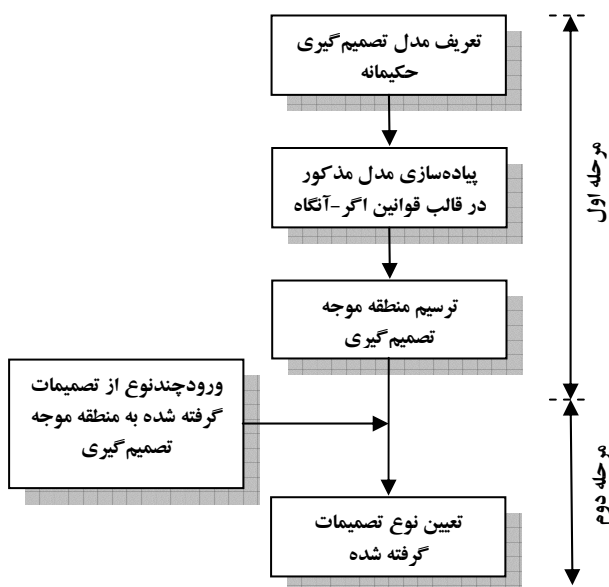 تعریف مدل تصمیم‌گیری
حکیمانه
پیاده‌سازی مدل مذکور
در قالب قوانین اگر-آنگاه
ترسیم منطقه موجه
تصمیم‌گیری
ورودچندنوع از تصمیمات
گرفته شده به منطقه موجه
تصمیم‌گیری
تعیین نوع تصمیمات
گرفته شده
مرحله اول
مرحله دوم